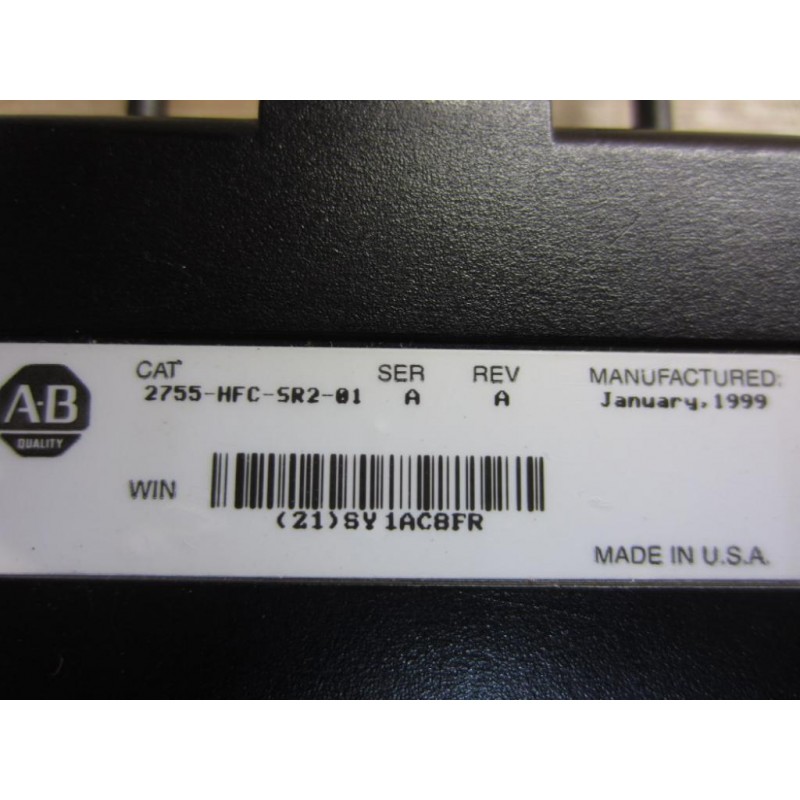 A-B
QUALITY
CAT SER REV MANUFACTURED:
2755-HFC-SR2-01 A A January,1999
WIN
(21)SY1AC8FR
MADE IN U.S.A.